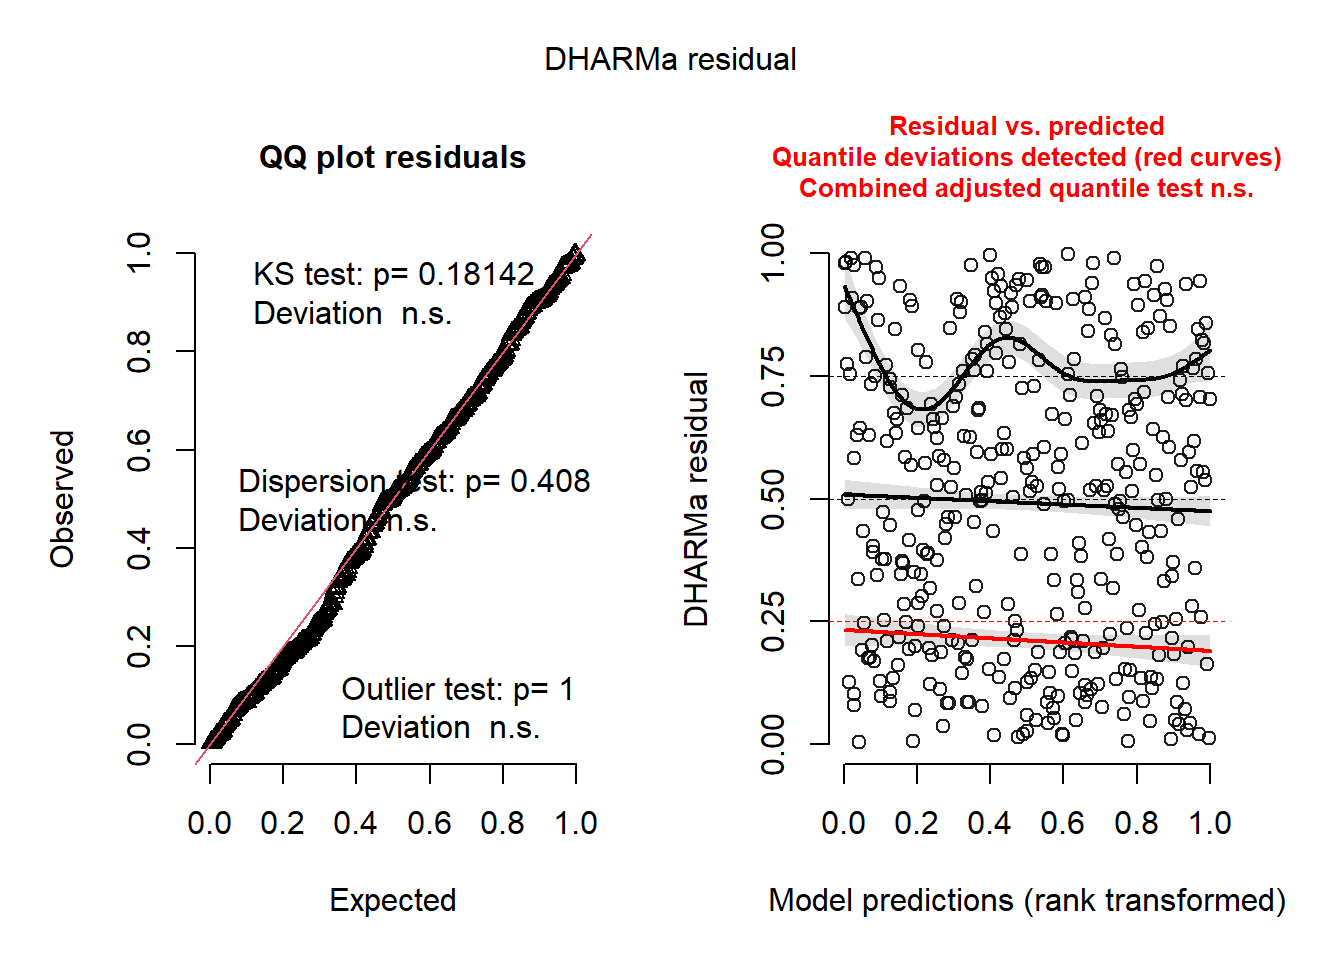 DHARMa residual
QQ plot residuals
KS test: p= 0.18142
Deviation  n.s.
Dispersion test: p= 0.408
Deviation  n.s.
Outlier test: p= 1
Deviation  n.s.
Observed
0.0
0.2
0.4
0.6
0.8
1.0
0.0 0.2 0.4 0.6 0.8 1.0
Expected
Residual vs. predicted
Quantile deviations detected (red curves)
Combined adjusted quantile test n.s.
DHARMa residual
0.00
0.25
0.50
0.75
1.00
0.0 0.2 0.4 0.6 0.8 1.0
Model predictions (rank transformed)